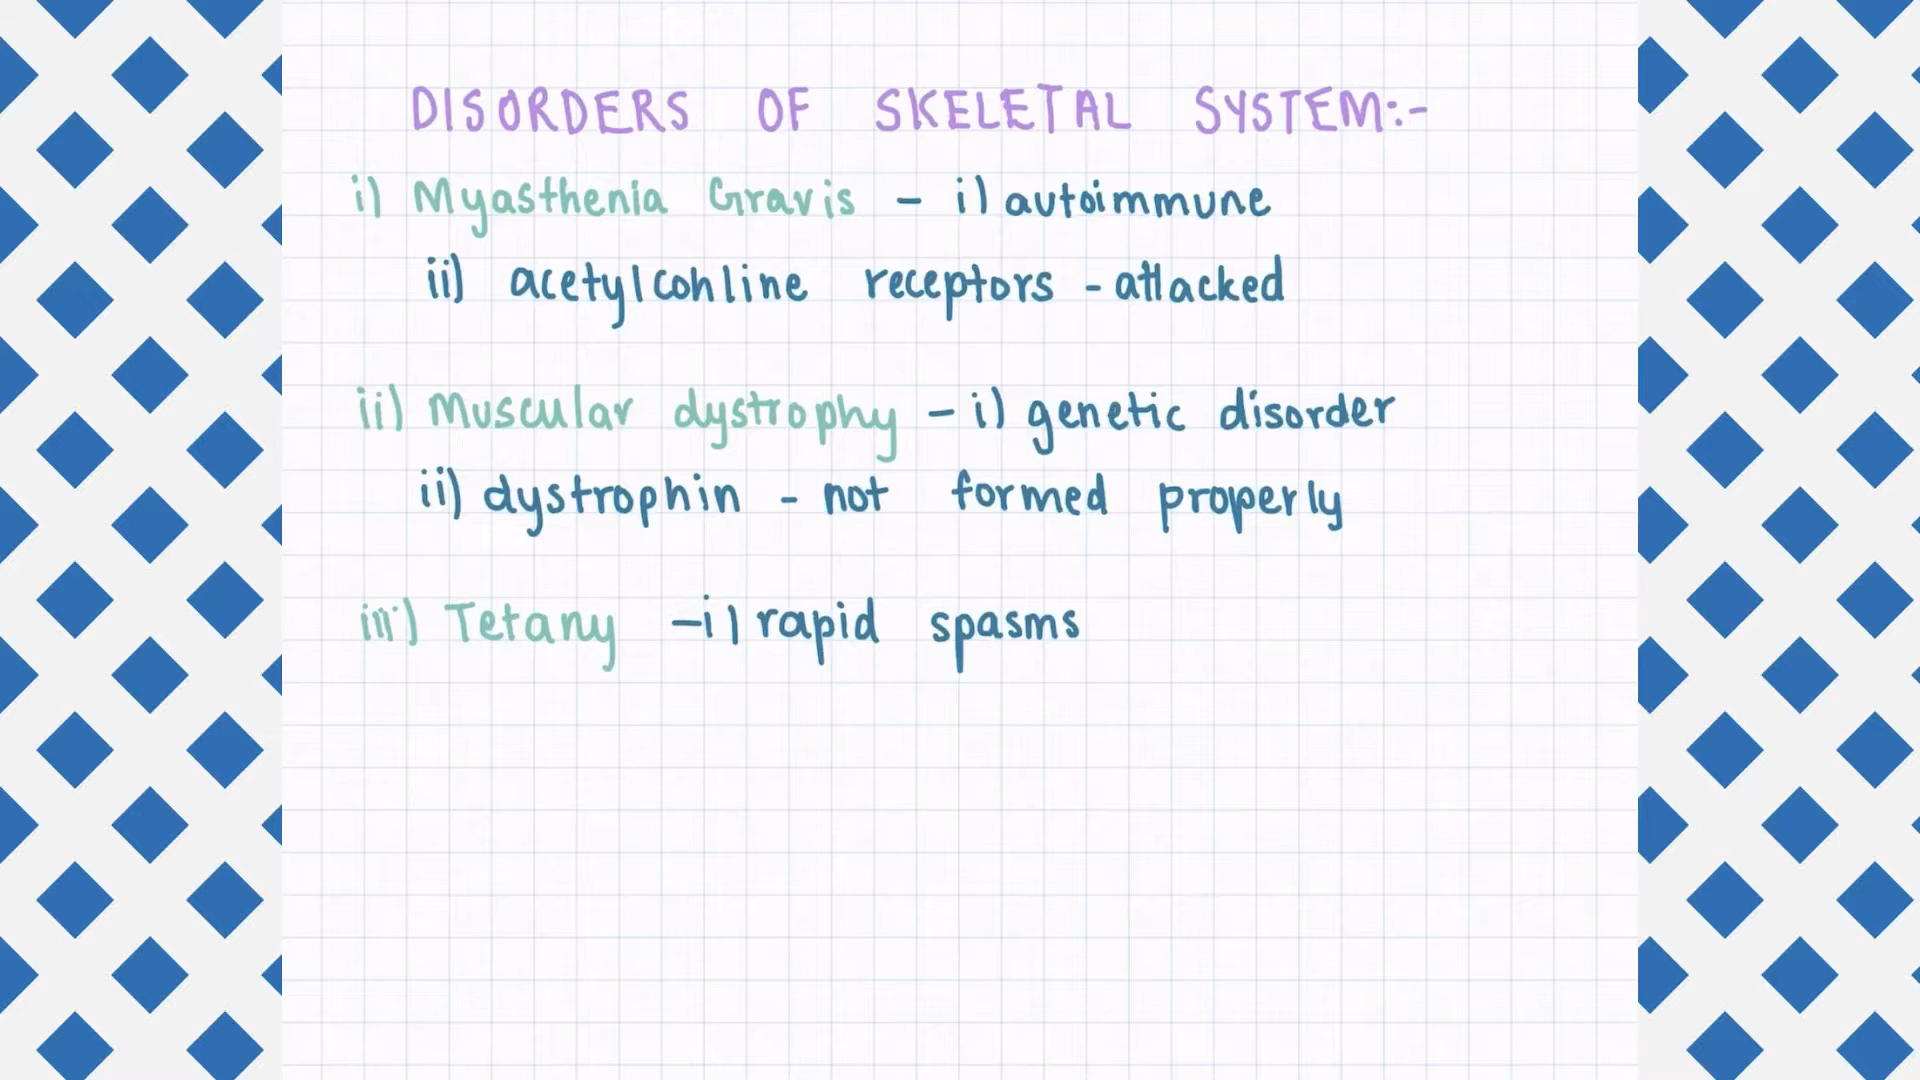 DISORDERS OF SKELETAL SYSTEM:-
i) Myasthenia Gravis - i) autoimmune
ii) acetylcohline receptors - attacked
ii) Muscular dystrophy - i) genetic disorder
ii) dystrophin - not formed properly
iii) Tetany - i) rapid spasms